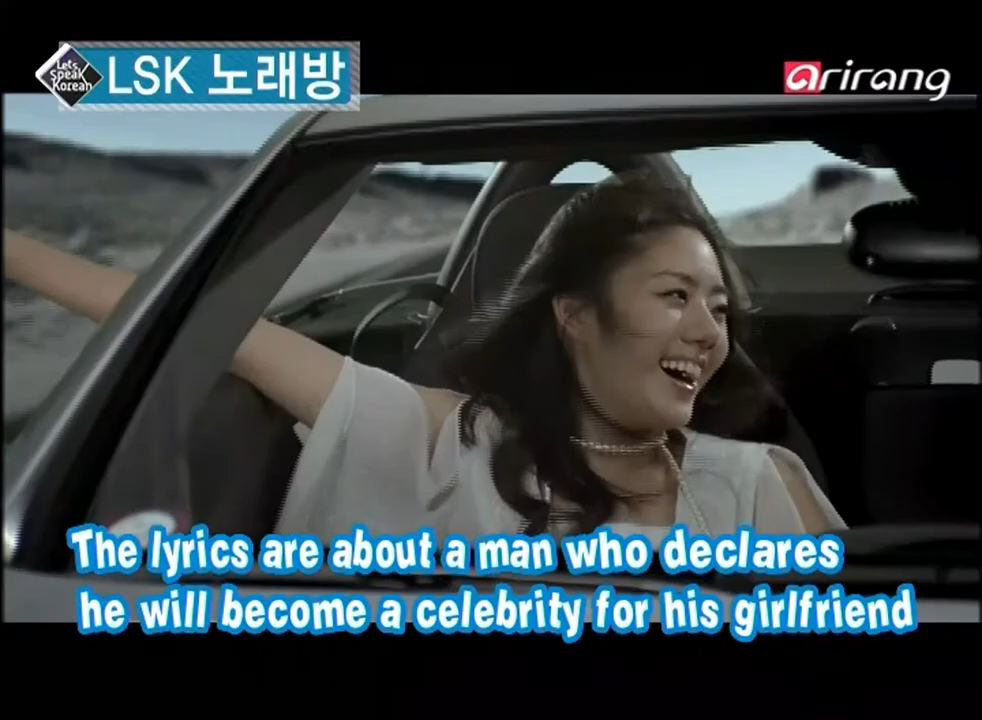 Let's
Speak
Korean
LSK 노래방
arirang
The lyrics are about a man who declares
he will become a celebrity for his girlfriend